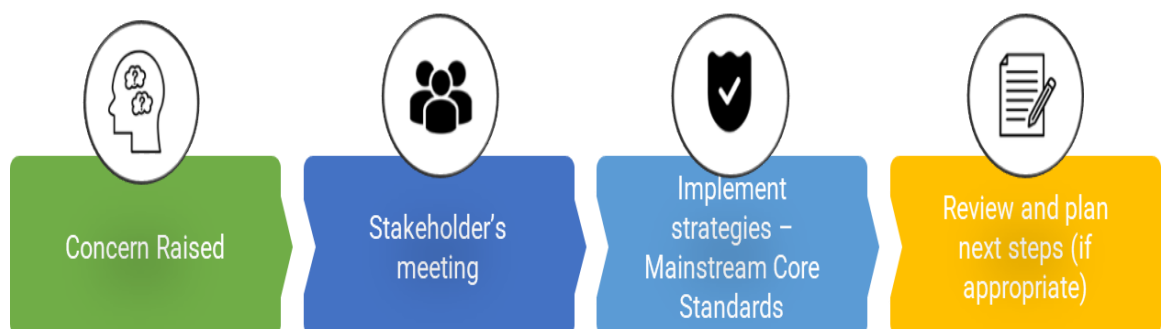 Concern Raised
Stakeholder’s
meeting
Implement
strategies –
Mainstream Core
Standards
Review and plan
next steps (if
appropriate)